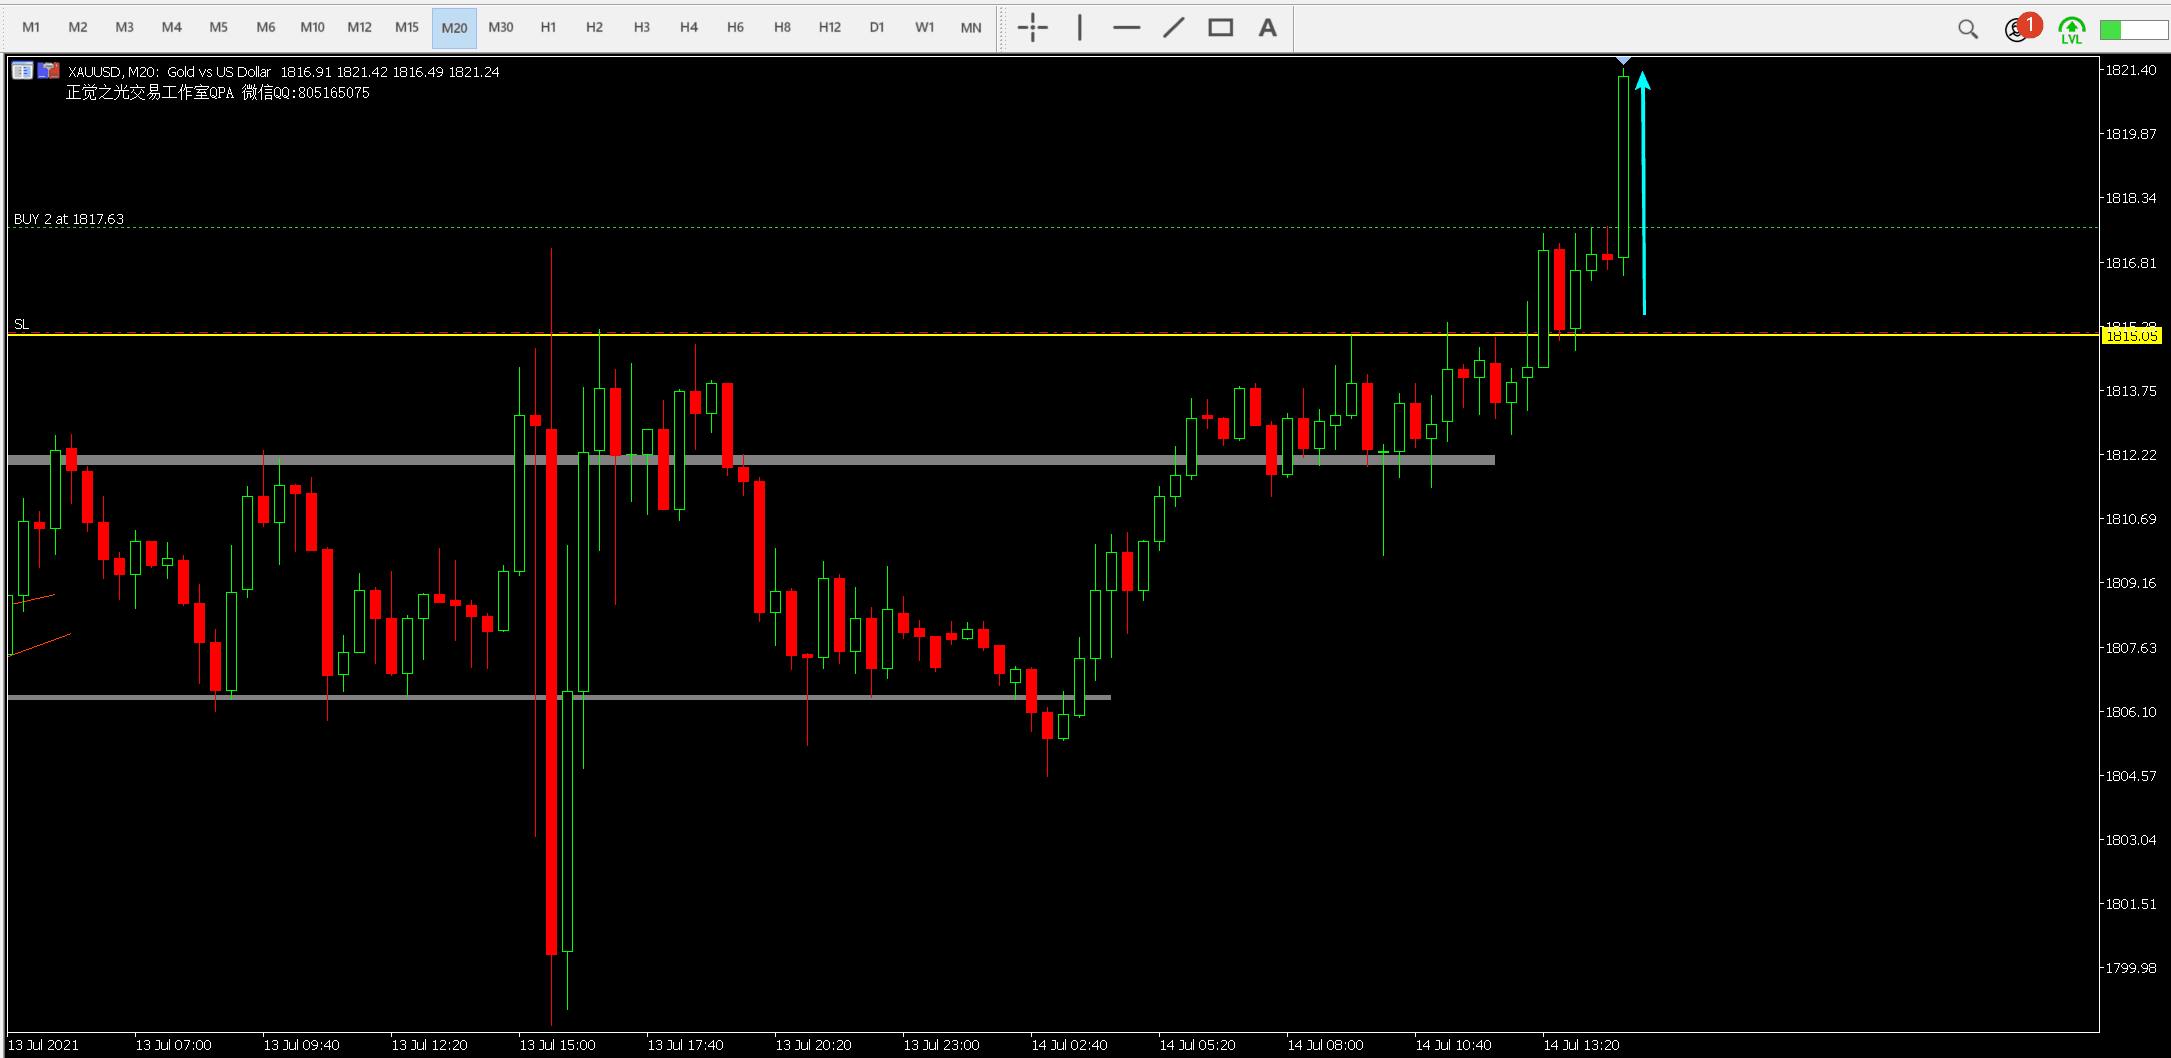 M1 M2 M3 M4 M5 M6 M10 M12 M15 M20 M30 H1 H2 H3 H4 H6 H8 H12 D1 W1 MN A 1 LVL
XAUUSD, M20: Gold vs US Dollar 1816.91 1821.42 1816.49 1821.24
正觉之光交易工作室QPA 微信QQ:805165075
BUY 2 at 1817.63
SL
1821.40
1819.87
1818.34
1816.81
1815.28
1815.05
1813.75
1812.22
1810.69
1809.16
1807.63
1806.10
1804.57
1803.04
1801.51
1799.98
13 Jul 2021 13 Jul 07:00 13 Jul 09:40 13 Jul 12:20 13 Jul 15:00 13 Jul 17:40 13 Jul 20:20 13 Jul 23:00 14 Jul 02:40 14 Jul 05:20 14 Jul 08:00 14 Jul 10:40 14 Jul 13:20